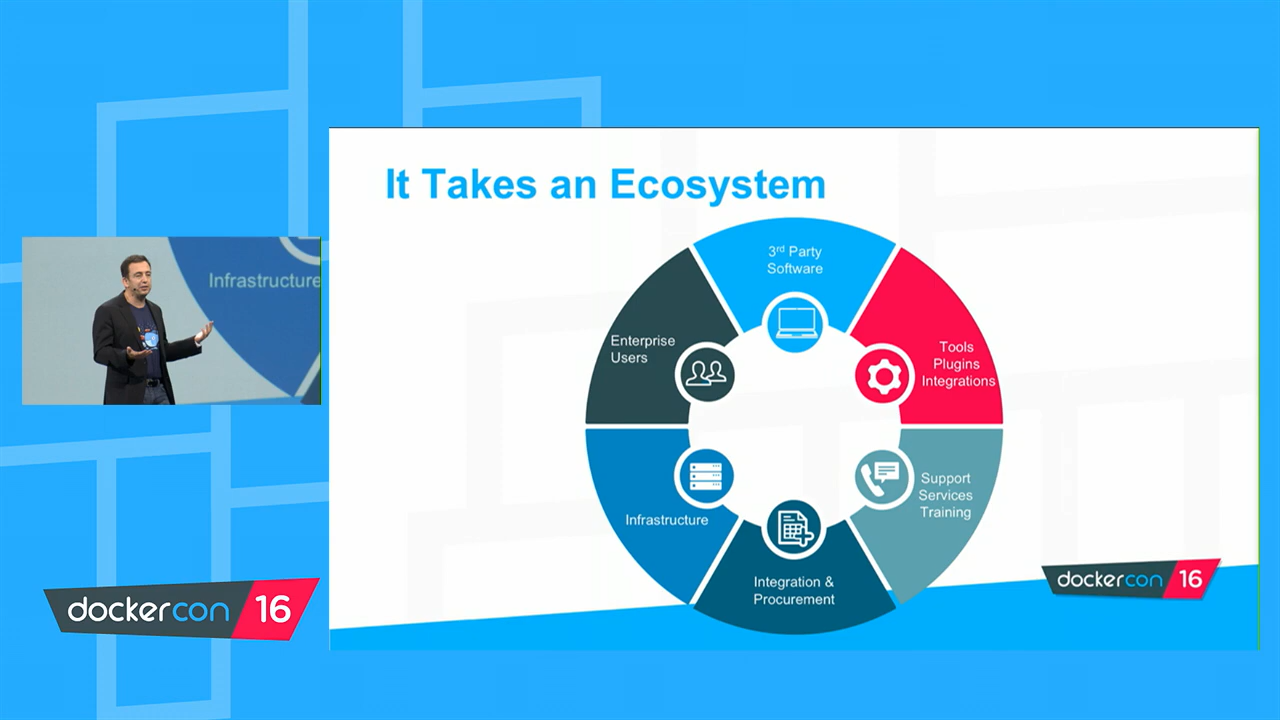 It Takes an Ecosystem
3rd Party
Software
Enterprise
Users
Tools
Plugins
Integrations
Infrastructure
Support
Services
Training
Infrastructure
Integration &
Procurement
dockercon 16
dockercon 16